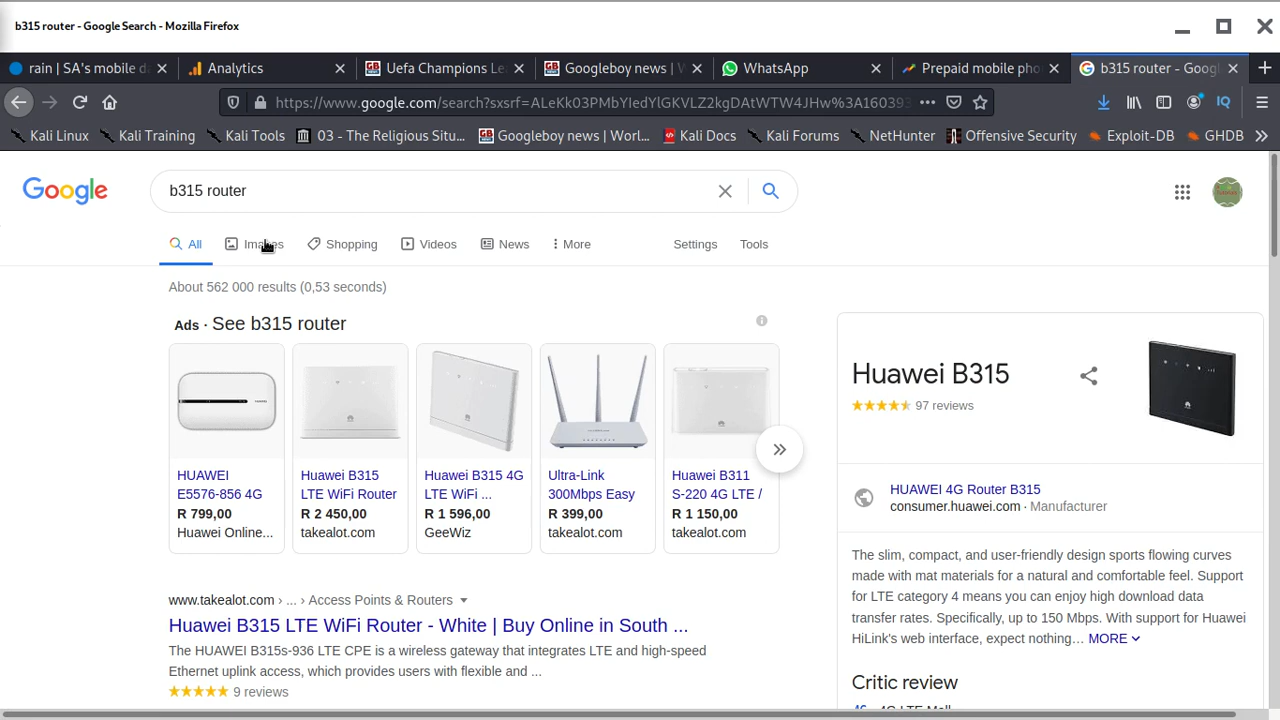 b315 router - Google Search - Mozilla Firefox
rain | SA's mobile d
Analytics
Uefa Champions Le
Googleboy news | W
WhatsApp
Prepaid mobile pho
b315 router - Googl
https://www.google.com/search?sxsrf=ALeKk03PMbYIedYlGKVLZ2kgDAtWTW4JHw%3A160393
IQ
Kali Linux
Kali Training
Kali Tools
03 - The Religious Situ...
Googleboy news | Worl...
Kali Docs
Kali Forums
NetHunter
Offensive Security
Exploit-DB
GHDB
Google
b315 router
All
Images
Shopping
Videos
News
More
Settings
Tools
About 562 000 results (0,53 seconds)
Ads · See b315 router
HUAWEI
E5576-856 4G
R 799,00
Huawei Online...
Huawei B315
LTE WiFi Router
R 2 450,00
takealot.com
Huawei B315 4G
LTE WiFi ...
R 1 596,00
GeeWiz
Ultra-Link
300Mbps Easy
R 399,00
takealot.com
Huawei B311
S-220 4G LTE /
R 1 150,00
takealot.com
www.takealot.com › ... › Access Points & Routers
Huawei B315 LTE WiFi Router - White | Buy Online in South ...
The HUAWEI B315s-936 LTE CPE is a wireless gateway that integrates LTE and high-speed
Ethernet uplink access, which provides users with flexible and ...
9 reviews
Huawei B315
97 reviews
HUAWEI 4G Router B315
consumer.huawei.com · Manufacturer
The slim, compact, and user-friendly design sports flowing curves
made with mat materials for a natural and comfortable feel. Support
for LTE category 4 means you can enjoy high download data
transfer rates. Specifically, up to 150 Mbps. With support for Huawei
HiLink's web interface, expect nothing… MORE
Critic review
4G LTE Mall